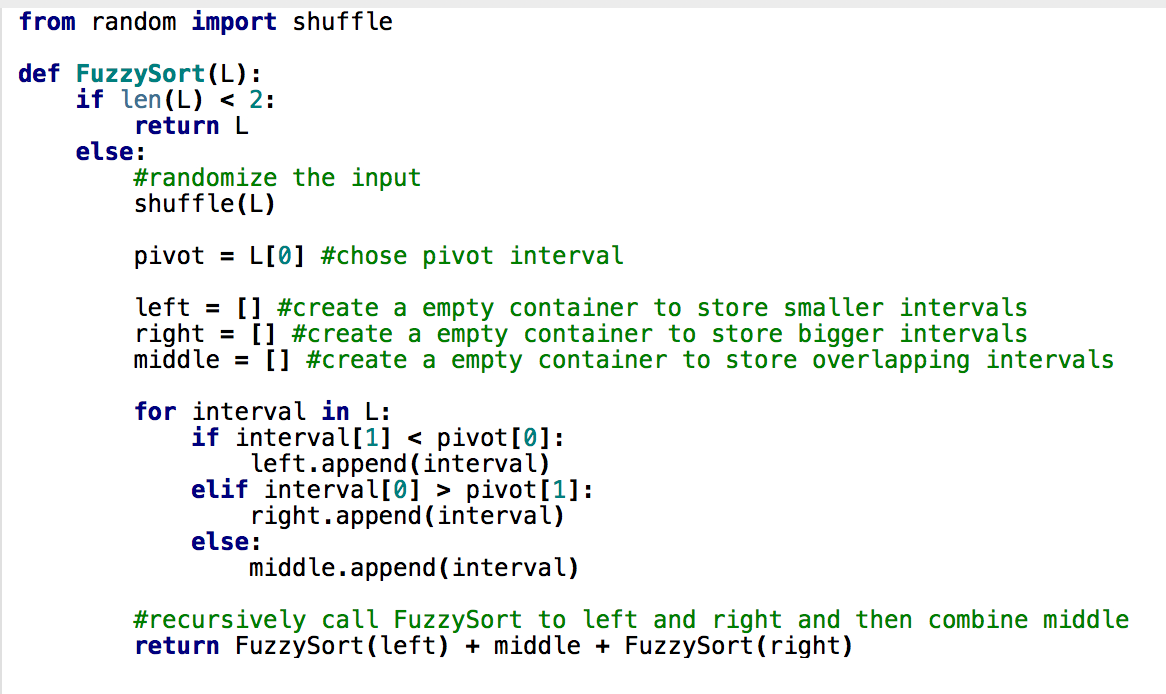 from random import shuffle
def FuzzySort(L):
    if len(L) < 2:
        return L
    else:
        #randomize the input
        shuffle(L)
        pivot = L[0] #chose pivot interval
        left = [] #create a empty container to store smaller intervals
        right = [] #create a empty container to store bigger intervals
        middle = [] #create a empty container to store overlapping intervals
        for interval in L:
            if interval[1] < pivot[0]:
                left.append(interval)
            elif interval[0] > pivot[1]:
                right.append(interval)
            else:
                middle.append(interval)
        #recursively call FuzzySort to left and right and then combine middle
        return FuzzySort(left) + middle + FuzzySort(right)